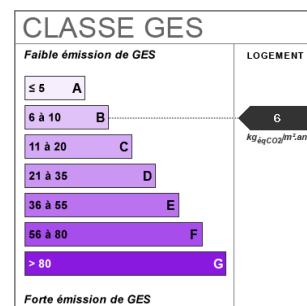 CLASSE GES
Faible émission de GES
LOGEMENT
≤ 5 A
6 à 10 B
6
kgéqCO2/m².an
11 à 20 C
21 à 35 D
36 à 55 E
56 à 80 F
> 80 G
Forte émission de GES